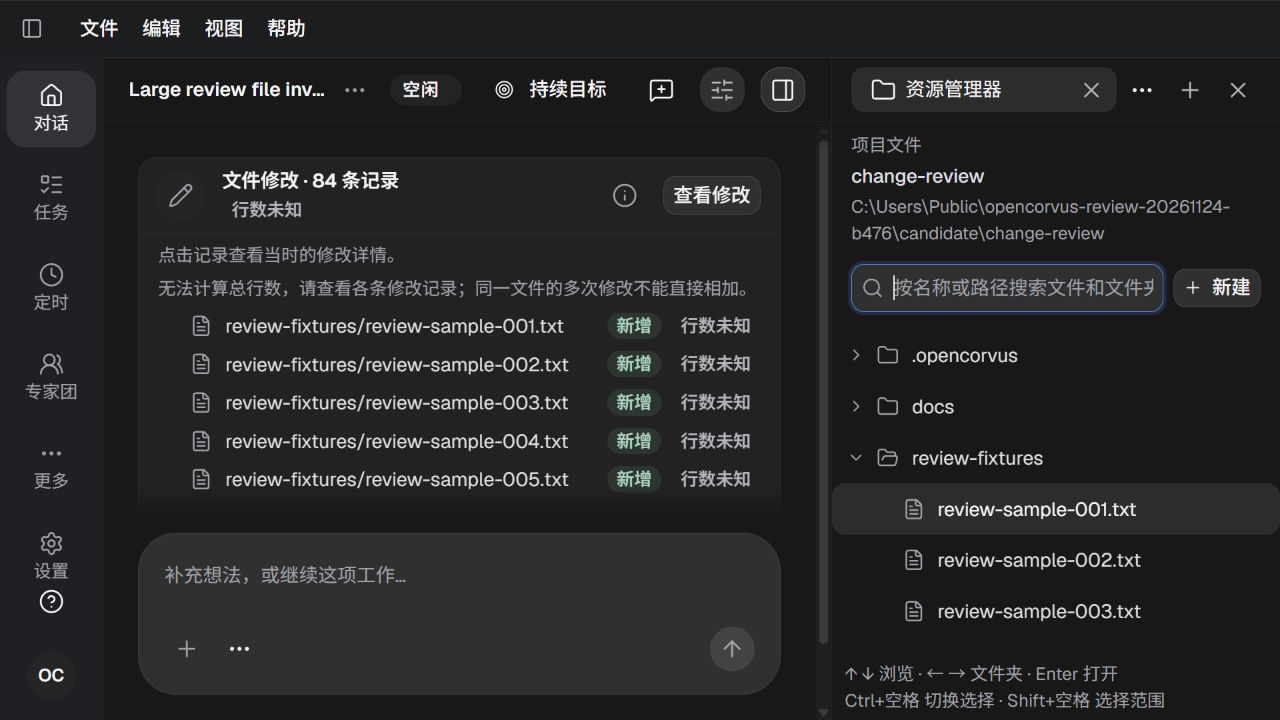 文件 编辑 视图 帮助
对话
任务
定时
专家团
更多
设置
OC
Large review file inv... 空闲 持续目标
文件修改 · 84 条记录
行数未知
查看修改
点击记录查看当时的修改详情。
无法计算总行数，请查看各条修改记录；同一文件的多次修改不能直接相加。
review-fixtures/review-sample-001.txt 新增 行数未知
review-fixtures/review-sample-002.txt 新增 行数未知
review-fixtures/review-sample-003.txt 新增 行数未知
review-fixtures/review-sample-004.txt 新增 行数未知
review-fixtures/review-sample-005.txt 新增 行数未知
补充想法，或继续这项工作...
资源管理器
项目文件
change-review
C:\Users\Public\opencorvus-review-20261124-
b476\candidate\change-review
按名称或路径搜索文件和文件夹
新建
.opencorvus
docs
review-fixtures
review-sample-001.txt
review-sample-002.txt
review-sample-003.txt
↑↓ 浏览 · ←→ 文件夹 · Enter 打开
Ctrl+空格 切换选择 · Shift+空格 选择范围